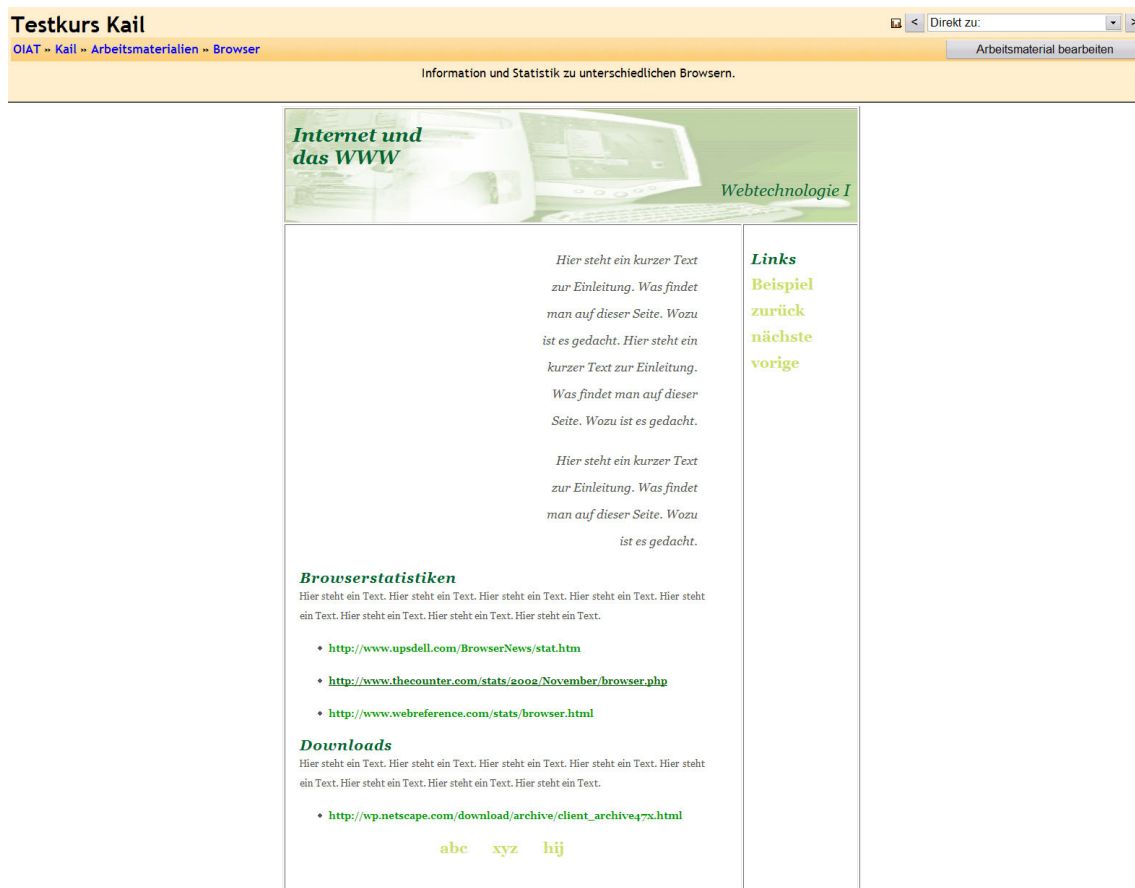 Testkurs Kail
< Direkt zu: >
OIAT » Kail » Arbeitsmaterialien » Browser
Arbeitsmaterial bearbeiten
Information und Statistik zu unterschiedlichen Browsern.
Internet und
das WWW
Webtechnologie I
Hier steht ein kurzer Text
zur Einleitung. Was findet
man auf dieser Seite. Wozu
ist es gedacht. Hier steht ein
kurzer Text zur Einleitung.
Was findet man auf dieser
Seite. Wozu ist es gedacht.
Hier steht ein kurzer Text
zur Einleitung. Was findet
man auf dieser Seite. Wozu
ist es gedacht.
Browserstatistiken
Hier steht ein Text. Hier steht ein Text. Hier steht ein Text. Hier steht ein Text. Hier steht
ein Text. Hier steht ein Text. Hier steht ein Text. Hier steht ein Text.
• http://www.upsdell.com/BrowserNews/stat.htm
• http://www.thecounter.com/stats/2002/November/browser.php
• http://www.webreference.com/stats/browser.html
Downloads
Hier steht ein Text. Hier steht ein Text. Hier steht ein Text. Hier steht ein Text. Hier steht
ein Text. Hier steht ein Text. Hier steht ein Text. Hier steht ein Text.
• http://wp.netscape.com/download/archive/client_archive47x.html
abc xyz hij
Links
Beispiel
zurück
nächste
vorige